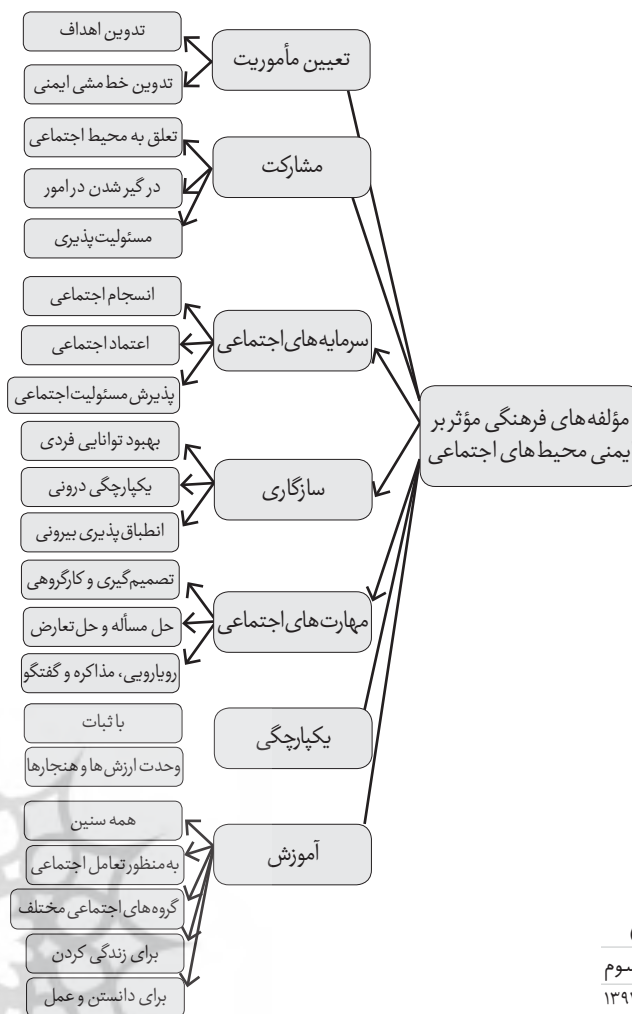 مؤلفه‌های فرهنگی مؤثر بر
یمنی محیط‌های اجتماعی
تعیین مأموریت
تدوین اهداف
تدوین خط مشی ایمنی
مشارکت
تعلق به محیط اجتماعی
در گیر شدن در امور
مسئولیت‌پذیری
سرمایه‌های اجتماعی
انسجام اجتماعی
اعتماد اجتماعی
پذیرش مسئولیت اجتماعی
سازگاری
بهبود توانایی فردی
یکپارچگی درونی
انطباق‌پذیری بیرونی
مهارت‌های اجتماعی
تصمیم‌گیری و کارگروهی
حل مسأله و حل تعارض
رویارویی، مذاکره و گفتگو
یکپارچگی
با ثبات
وحدت ارزش‌ها و هنجارها
آموزش
همه سنین
به‌منظور تعامل اجتماعی
گروه‌های اجتماعی مختلف
برای زندگی کردن
برای دانستن و عمل
سوم